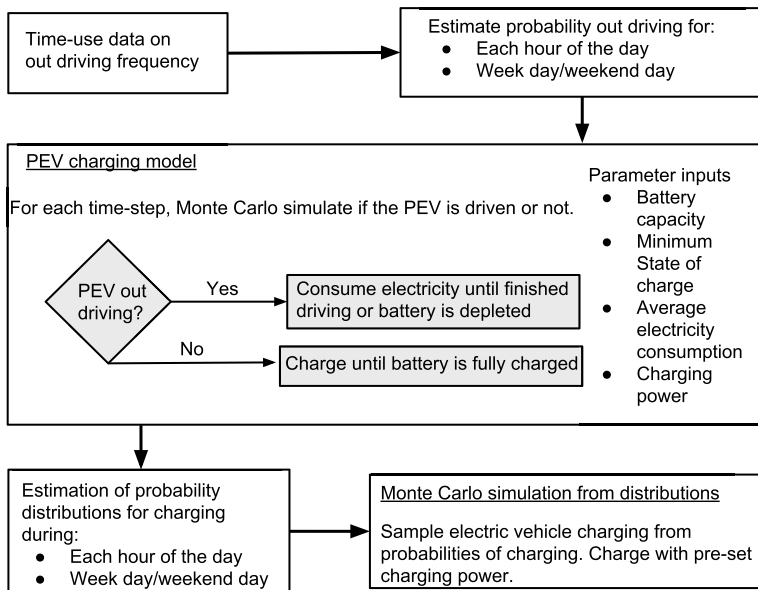 Time-use data on
out driving frequency
Estimate probability out driving for:
● Each hour of the day
● Week day/weekend day
PEV charging model
For each time-step, Monte Carlo simulate if the PEV is driven or not.
PEV out
driving?
Yes
Consume electricity until finished
driving or battery is depleted
No
Charge until battery is fully charged
Parameter inputs
● Battery
capacity
● Minimum
State of
charge
● Average
electricity
consumption
● Charging
power
Estimation of probability
distributions for charging
during:
● Each hour of the day
● Week day/weekend day
Monte Carlo simulation from distributions
Sample electric vehicle charging from
probabilities of charging. Charge with pre-set
charging power.